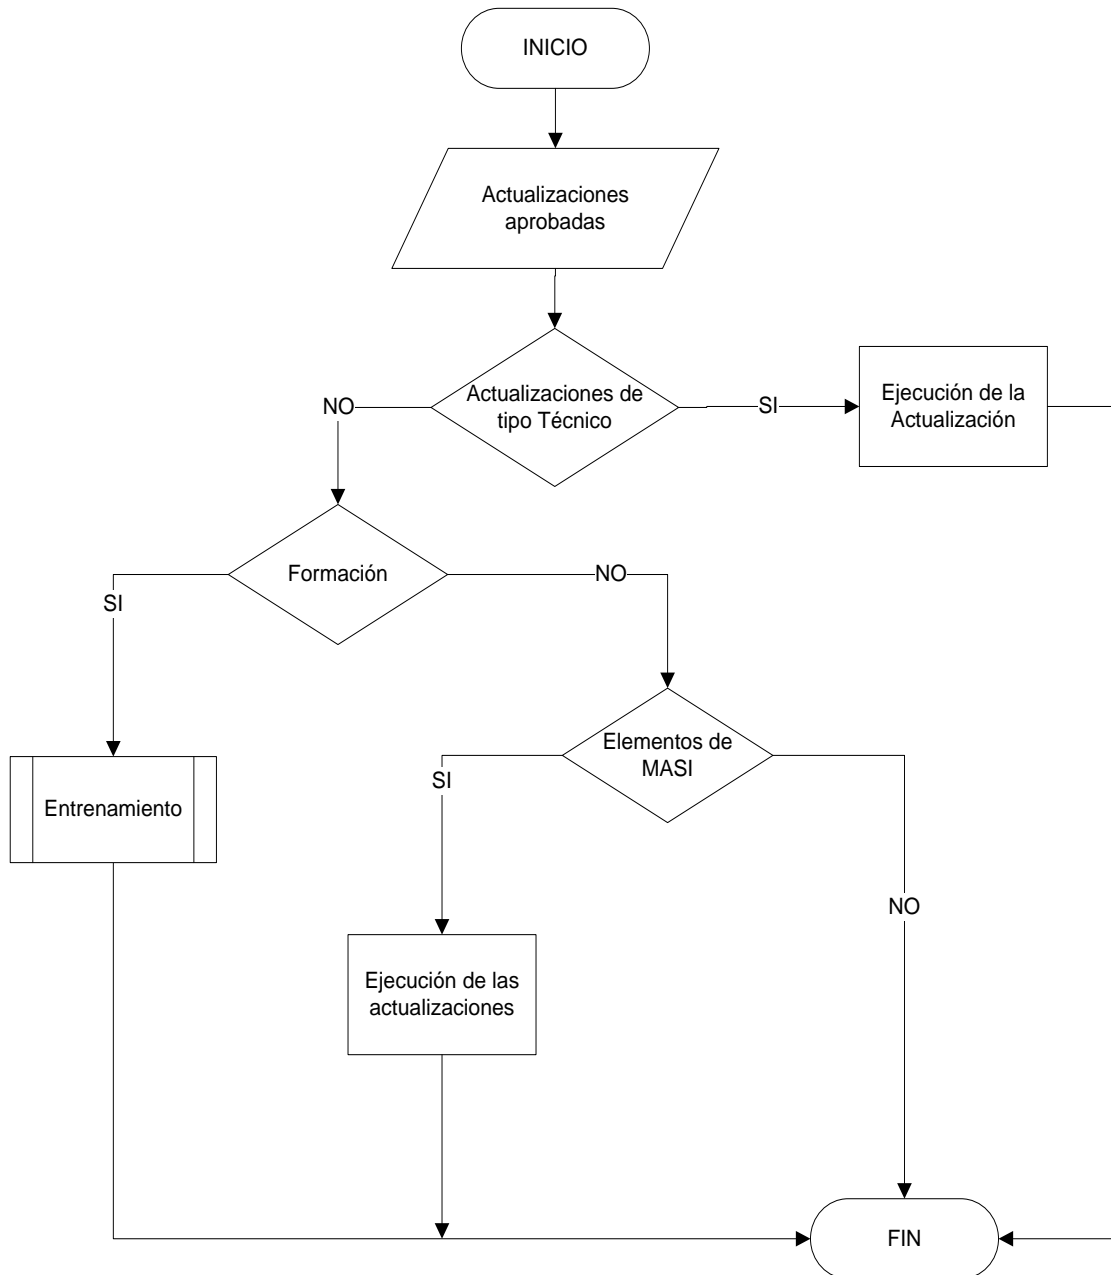 INICIO
Actualizaciones
aprobadas
Actualizaciones de
tipo Técnico
NO
SI
Ejecución de la
Actualización
Formación
SI
NO
Elementos de
MASI
SI
Entrenamiento
NO
Ejecución de las
actualizaciones
FIN